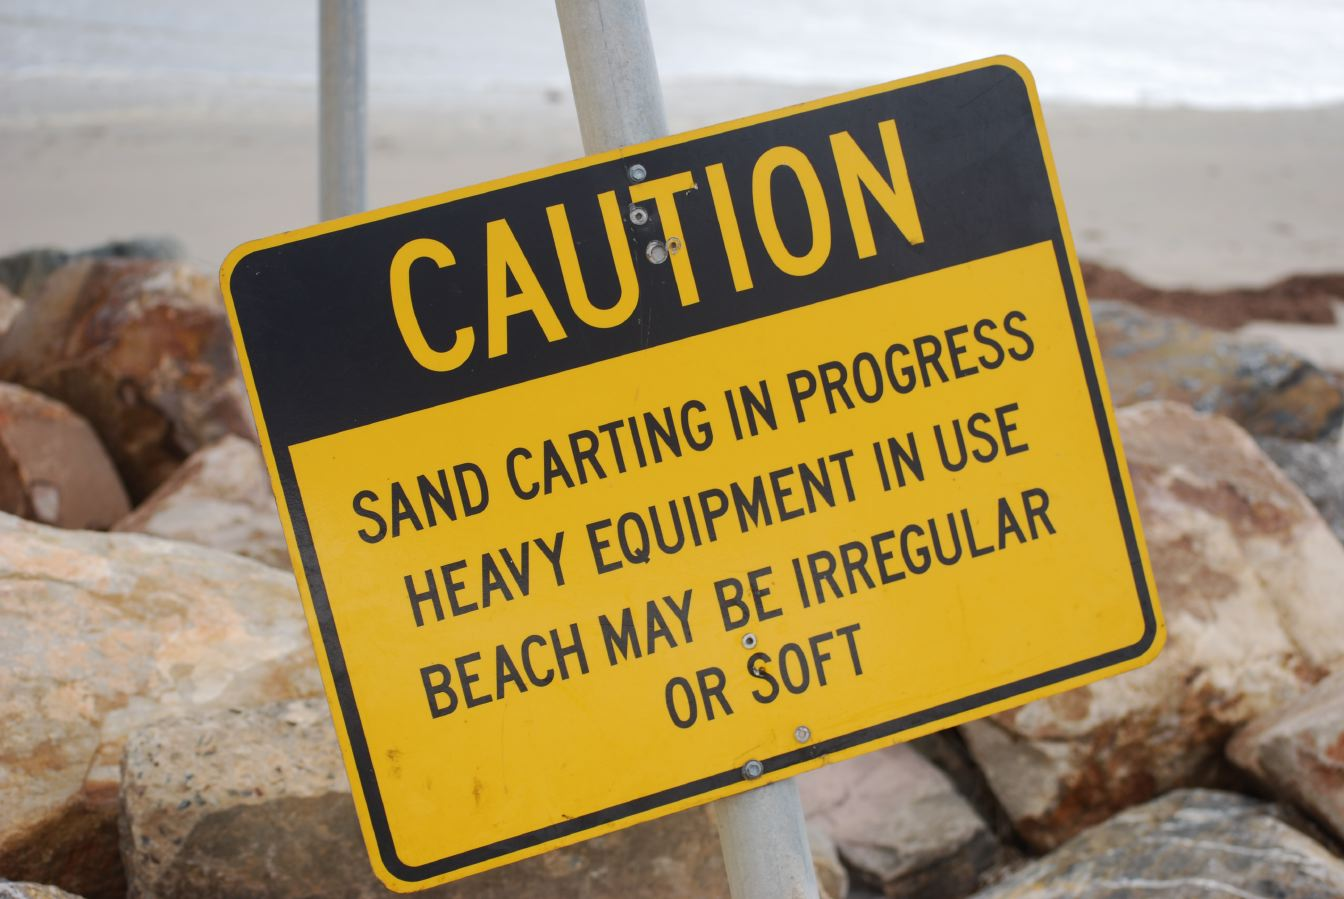 CAUTION
SAND CARTING IN PROGRESS
HEAVY EQUIPMENT IN USE
BEACH MAY BE IRREGULAR
OR SOFT